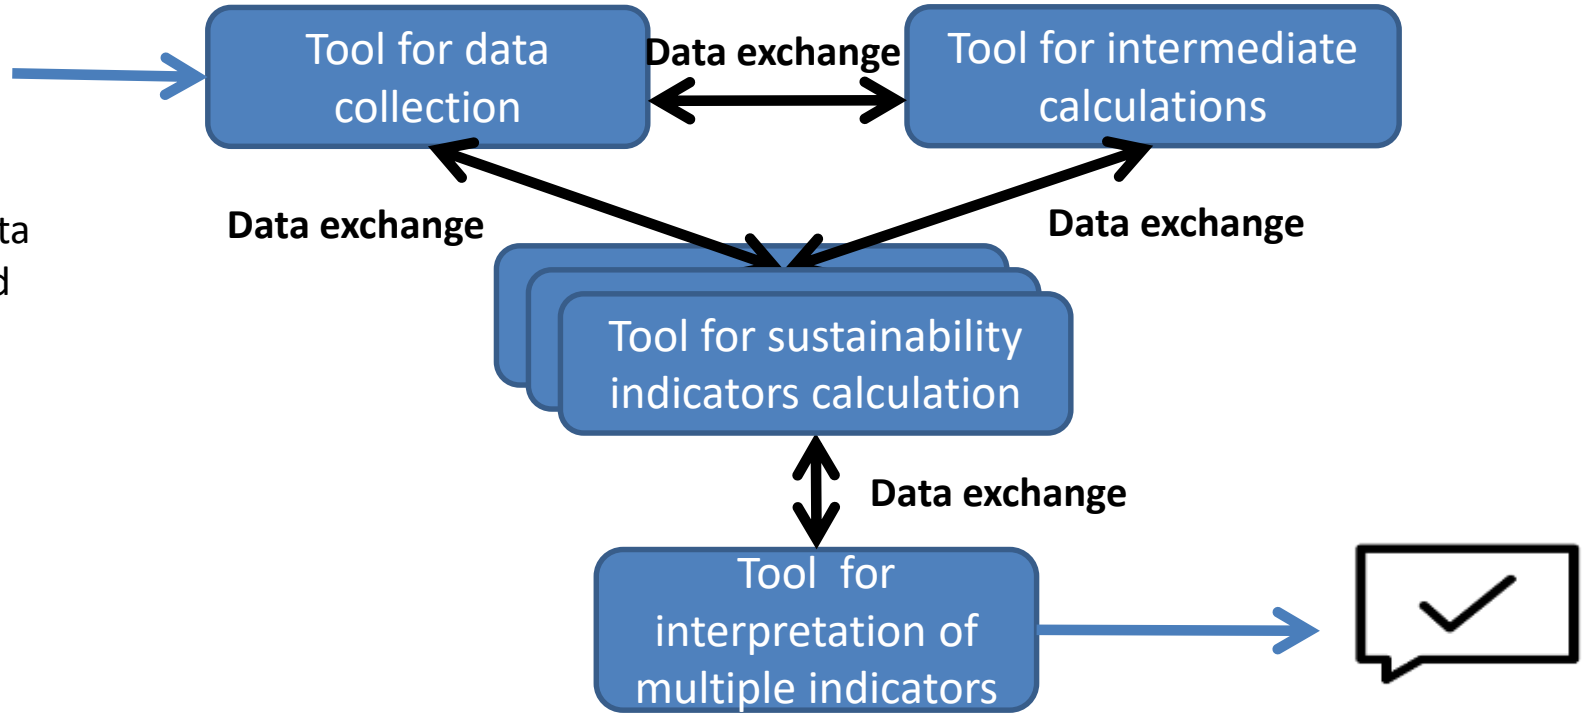 Tool for data
collection
Data exchange
Tool for intermediate
calculations
Data exchange
Data exchange
Tool for sustainability
indicators calculation
Data exchange
Tool for
interpretation of
multiple indicators